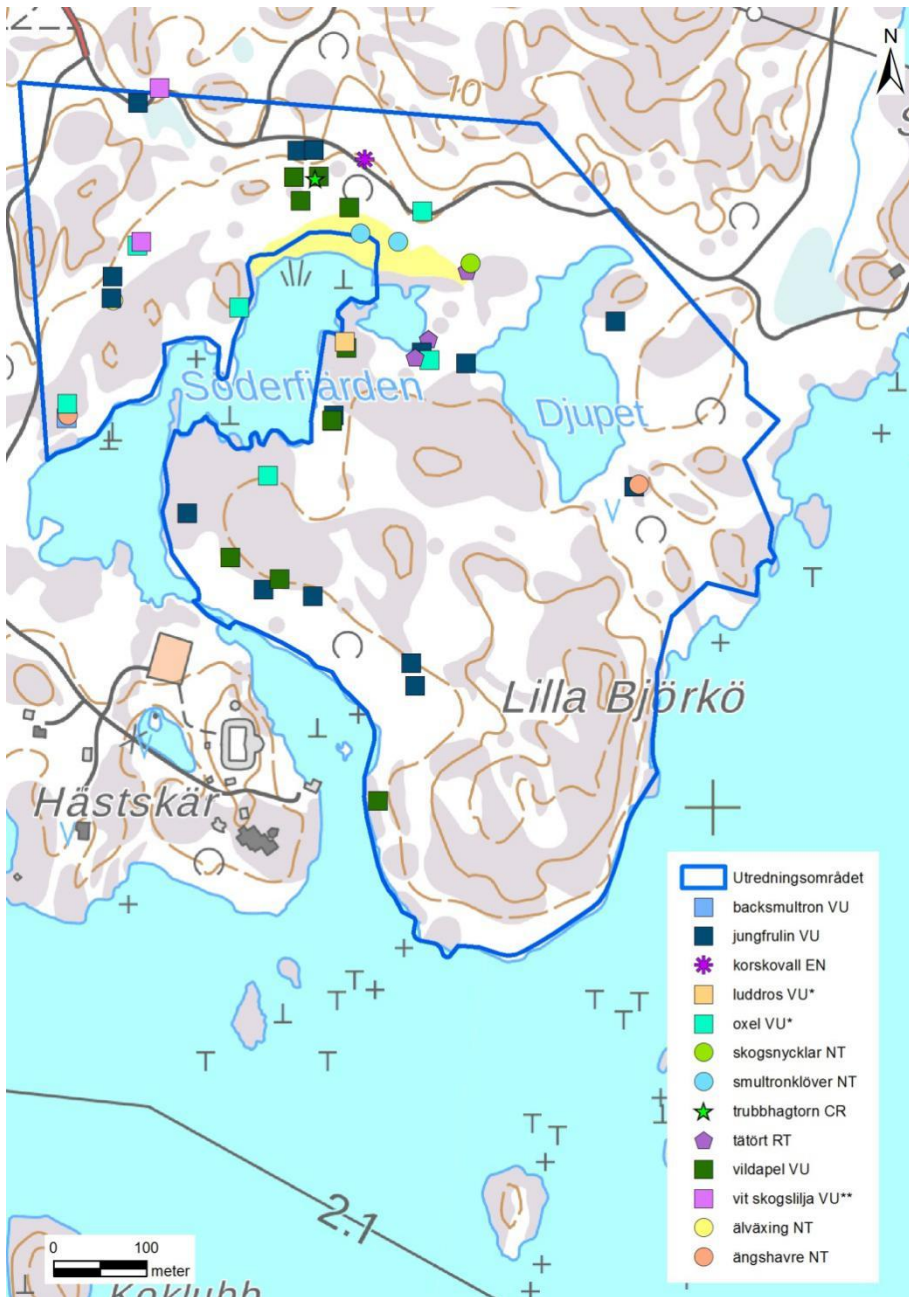 N
10
Söderfjärden
Djupet
Lilla Björkö
Hästskär
2.1
Utredningsområdet
backsmultron VU
jungfrulin VU
korskovall EN
luddros VU*
oxel VU*
skogsnycklar NT
smultronklöver NT
trubbhagtorn CR
tätört RT
vildapel VU
vit skogslilja VU**
älväxing NT
ängshavre NT
0 100
meter